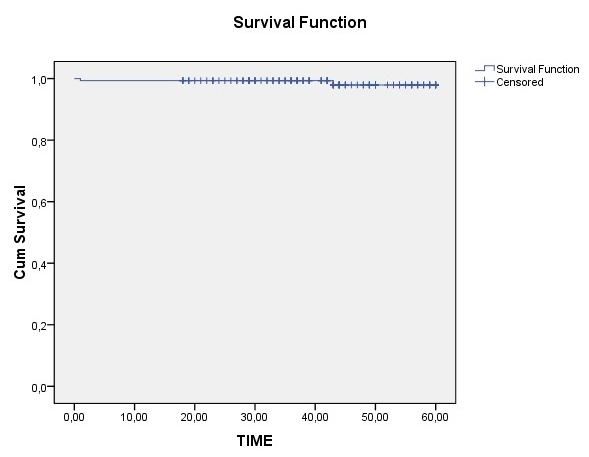 Survival Function
Survival Function
Censored
1,0
0,8
0,6
0,4
0,2
0,0
Cum Survival
0,00 10,00 20,00 30,00 40,00 50,00 60,00
TIME